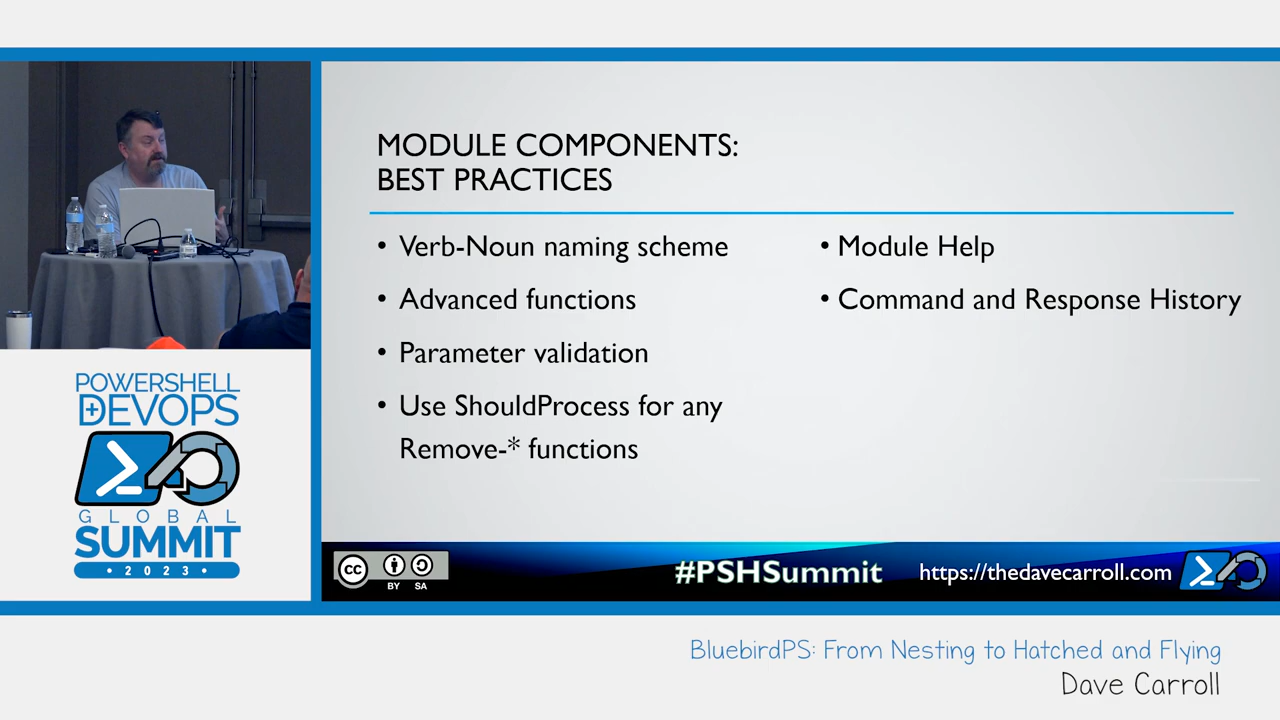 MODULE COMPONENTS:
BEST PRACTICES
• Verb-Noun naming scheme
• Advanced functions
• Parameter validation
• Use ShouldProcess for any
Remove-* functions
• Module Help
• Command and Response History
POWERSHELL
+DEVOPS
GLOBAL
SUMMIT
• 2023 •
cc BY SA
#PSHSummit
https://thedavecarroll.com
BluebirdPS: From Nesting to Hatched and Flying
Dave Carroll